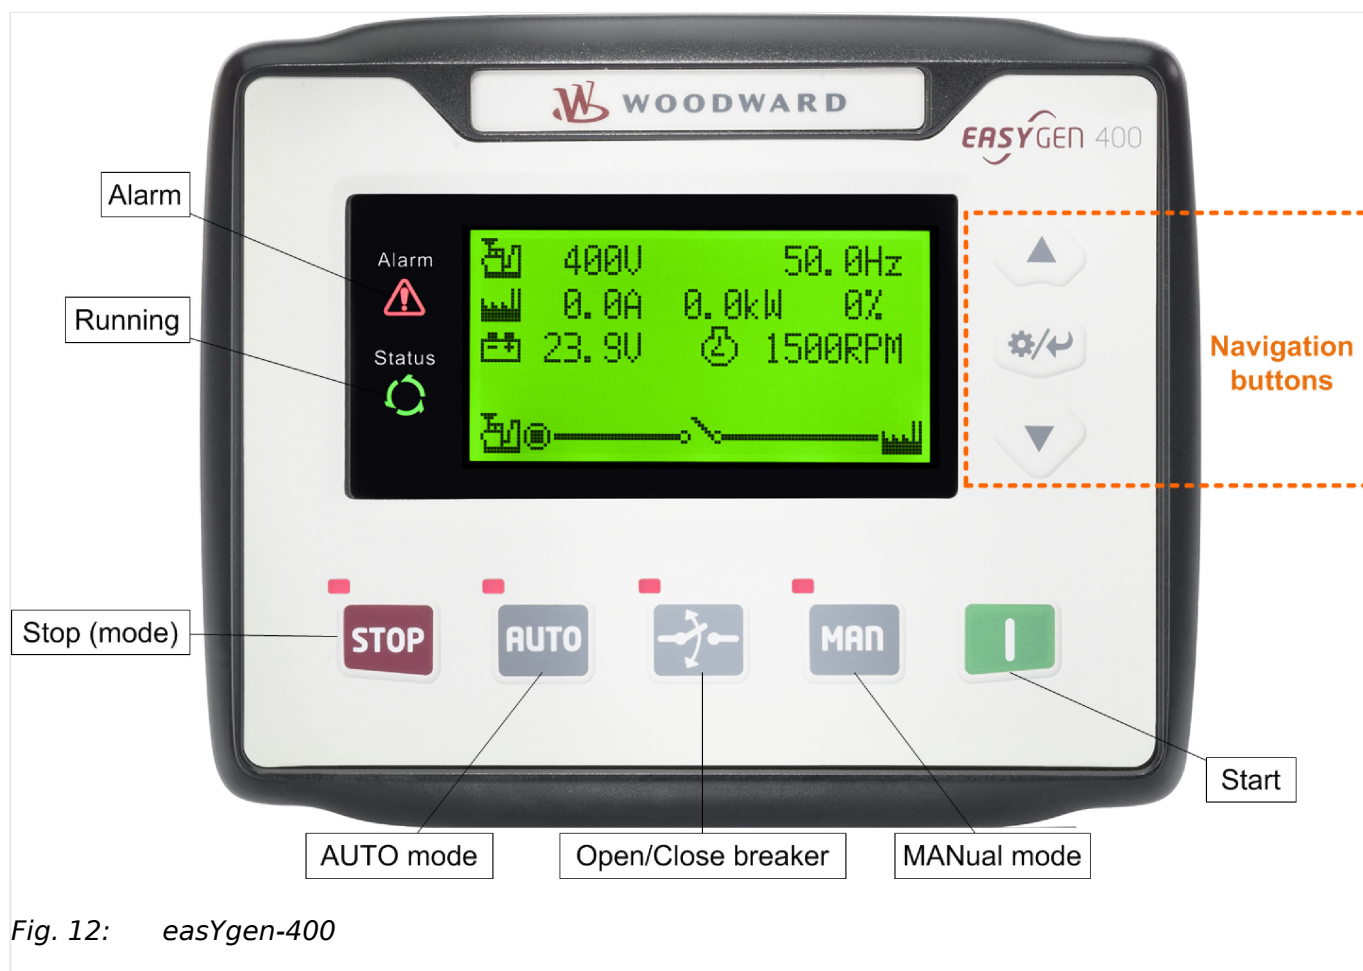 WOODWARD
EASYGEN 400
Alarm
Alarm
400V 50.0Hz
0.0A 0.0kW 0%
Running
23.9V 1500RPM
Status
Navigation
buttons
STOP
AUTO
MAN
Stop (mode)
Start
AUTO mode
Open/Close breaker
MANual mode
Fig. 12: easYgen-400